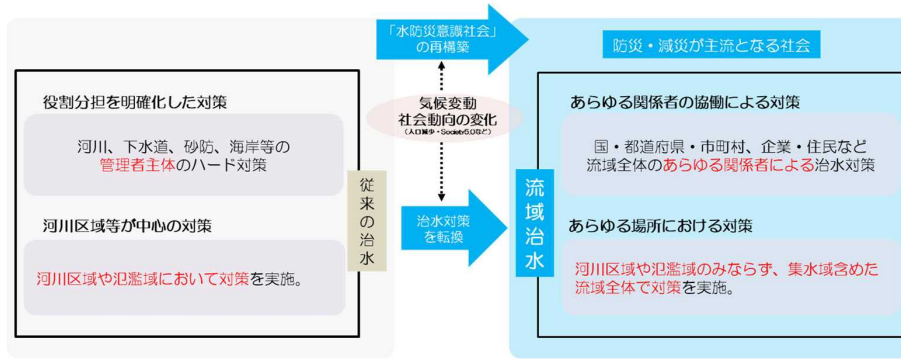 「水防災意識社会」
の再構築
防災・減災が主流となる社会
役割分担を明確化した対策
河川、下水道、砂防、海岸等の
管理者主体のハード対策
河川区域等が中心の対策
河川区域や氾濫域において対策を実施。
従来の治水
気候変動
社会動向の変化
(人口減少・Society5.0など)
治水対策
を転換
流域治水
あらゆる関係者の協働による対策
国・都道府県・市町村、企業・住民など
流域全体のあらゆる関係者による治水対策
あらゆる場所における対策
河川区域や氾濫域のみならず、集水域含めた
流域全体で対策を実施。